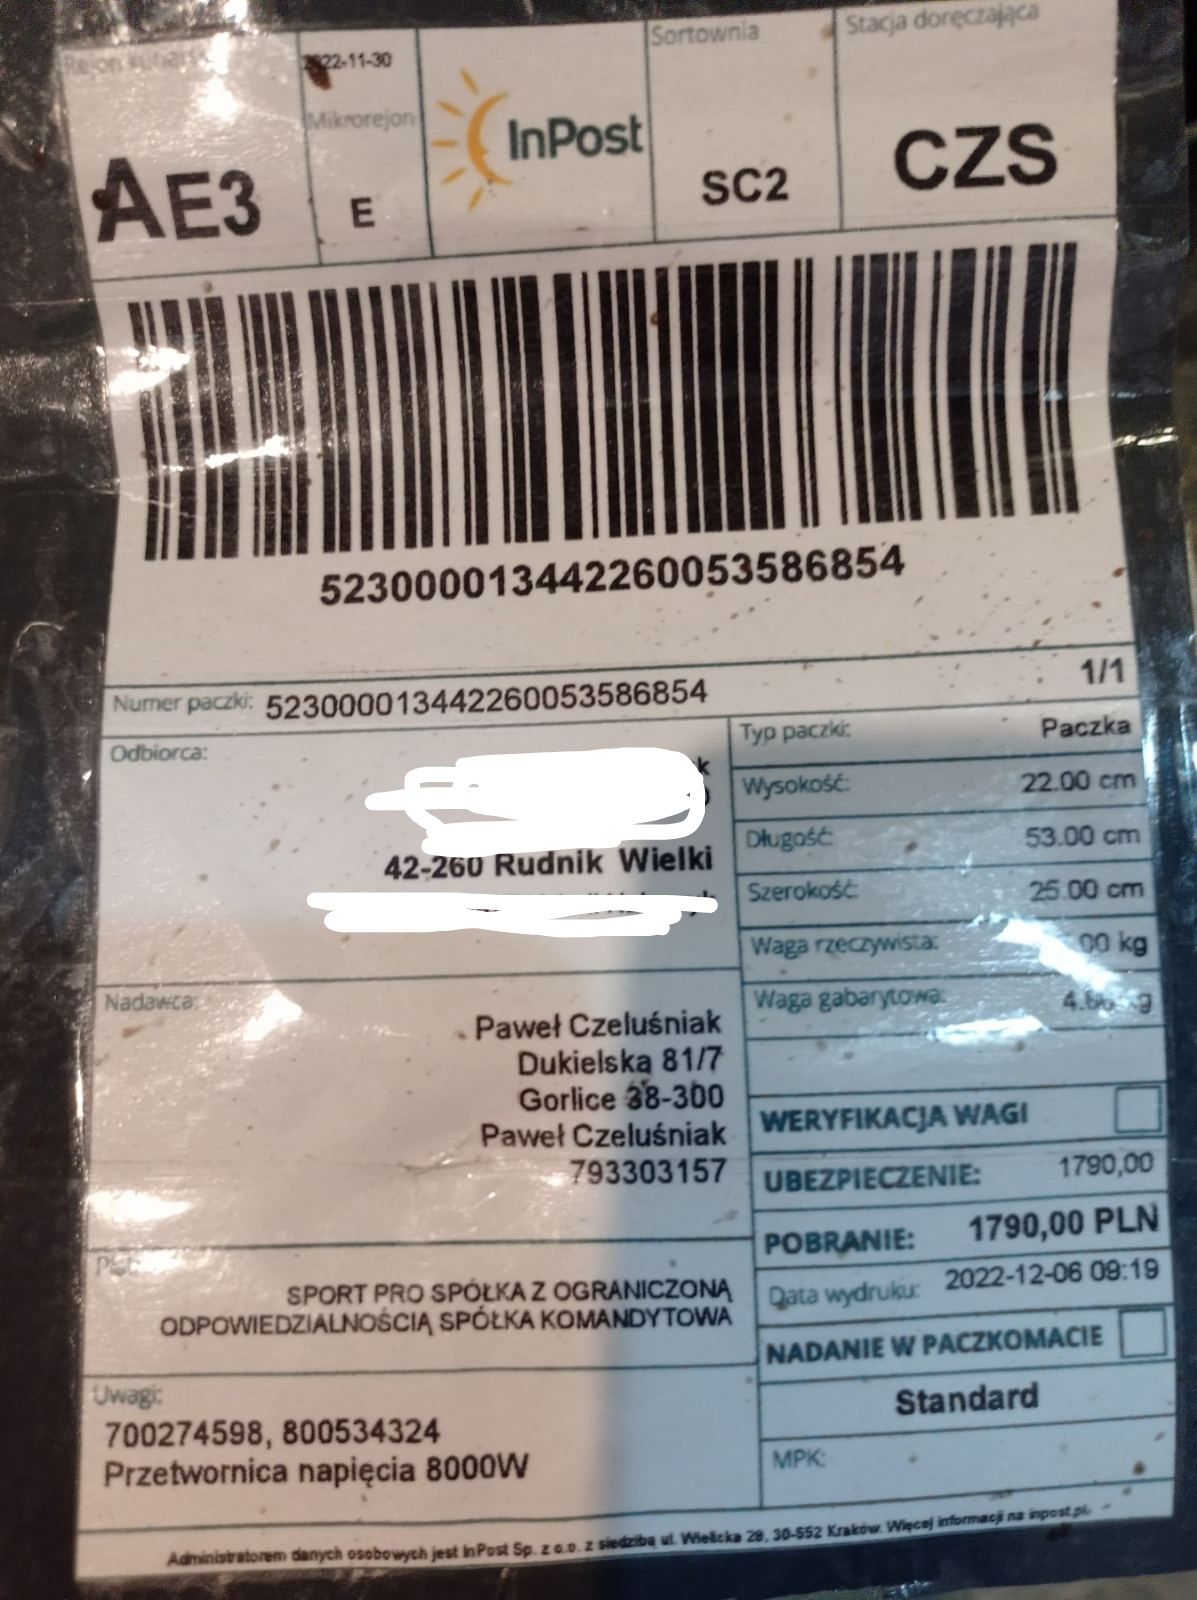 2022-11-30
Mikrorejon
Sortownia
Stacja doręczająca
AE3
E
InPost
SC2
CZS
523000013442260053586854
Numer paczki: 523000013442260053586854
1/1
Odbiorca:
42-260 Rudnik Wielki
Typ paczki: Paczka
Wysokość: 22.00 cm
Długość: 53.00 cm
Szerokość: 25.00 cm
Waga rzeczywista: 00 kg
Waga gabarytowa:
Nadawca:
Paweł Czeluśniak
Dukielska 81/7
Gorlice 38-300
Paweł Czeluśniak
793303157
WERYFIKACJA WAGI
UBEZPIECZENIE: 1790,00
POBRANIE: 1790,00 PLN
Data wydruku: 2022-12-06 09:19
NADANIE W PACZKOMACIE
Standard
MPK:
SPORT PRO SPÓŁKA Z OGRANICZONĄ
ODPOWIEDZIALNOŚCIĄ SPÓŁKA KOMANDYTOWA
Uwagi:
700274598, 800534324
Przetwornica napięcia 8000W
Administratorem danych osobowych jest InPost Sp. z o.o. z siedzibą ul. Wielicka 28, 30-552 Kraków. Więcej informacji na inpost.pl.